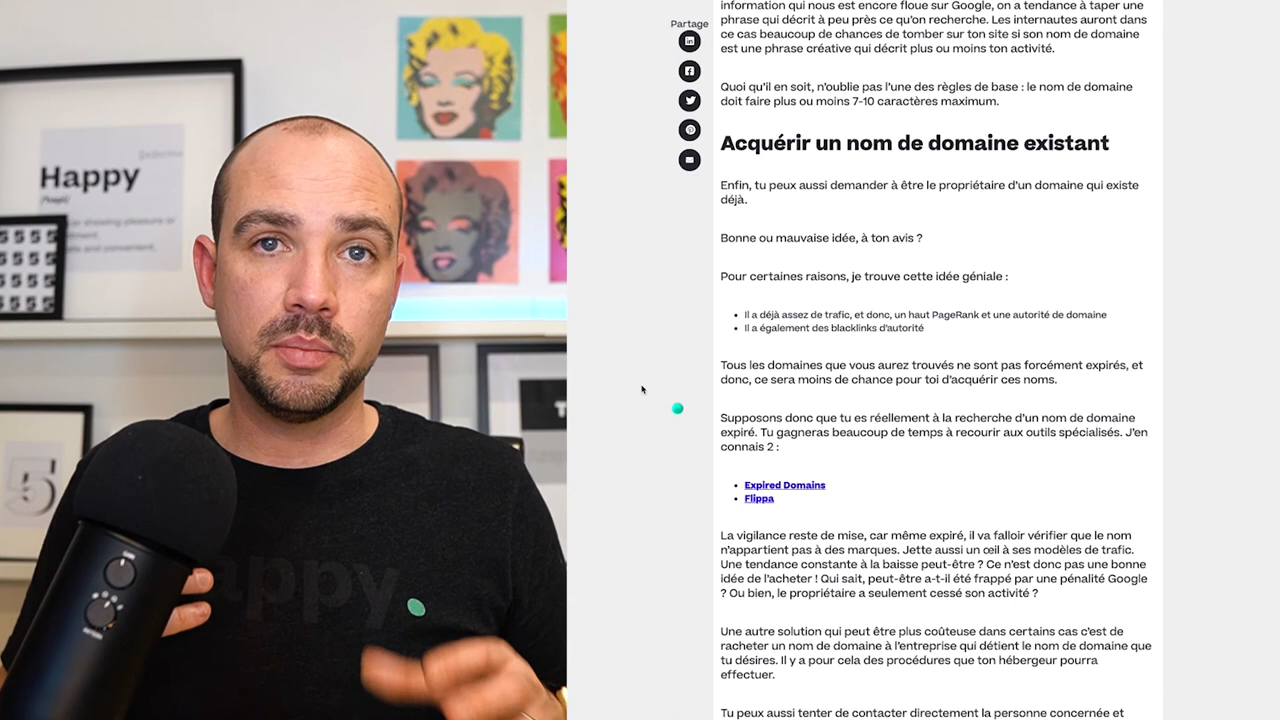 Happy
5 5 5 5
5 5 5 5
5 5 5 5
5
appy
Partage
information qui nous est encore floue sur Google, on a tendance à taper une
phrase qui décrit à peu près ce qu'on recherche. Les internautes auront dans
ce cas beaucoup de chances de tomber sur ton site si son nom de domaine
est une phrase créative qui décrit plus ou moins ton activité.
Quoi qu'il en soit, n'oublie pas l'une des règles de base : le nom de domaine
doit faire plus ou moins 7-10 caractères maximum.
Acquérir un nom de domaine existant
Enfin, tu peux aussi demander à être le propriétaire d'un domaine qui existe
déjà.
Bonne ou mauvaise idée, à ton avis ?
Pour certaines raisons, je trouve cette idée géniale :
• Il a déjà assez de trafic, et donc, un haut PageRank et une autorité de domaine
• Il a également des blacklinks d'autorité
Tous les domaines que vous aurez trouvés ne sont pas forcément expirés, et
donc, ce sera moins de chance pour toi d'acquérir ces noms.
Supposons donc que tu es réellement à la recherche d'un nom de domaine
expiré. Tu gagneras beaucoup de temps à recourir aux outils spécialisés. J'en
connais 2 :
• Expired Domains
• Flippa
La vigilance reste de mise, car même expiré, il va falloir vérifier que le nom
n'appartient pas à des marques. Jette aussi un œil à ses modèles de trafic.
Une tendance constante à la baisse peut-être ? Ce n'est donc pas une bonne
idée de l'acheter ! Qui sait, peut-être a-t-il été frappé par une pénalité Google
? Ou bien, le propriétaire a seulement cessé son activité ?
Une autre solution qui peut être plus coûteuse dans certains cas c'est de
racheter un nom de domaine à l'entreprise qui détient le nom de domaine que
tu désires. Il y a pour cela des procédures que ton hébergeur pourra
effectuer.
Tu peux aussi tenter de contacter directement la personne concernée et